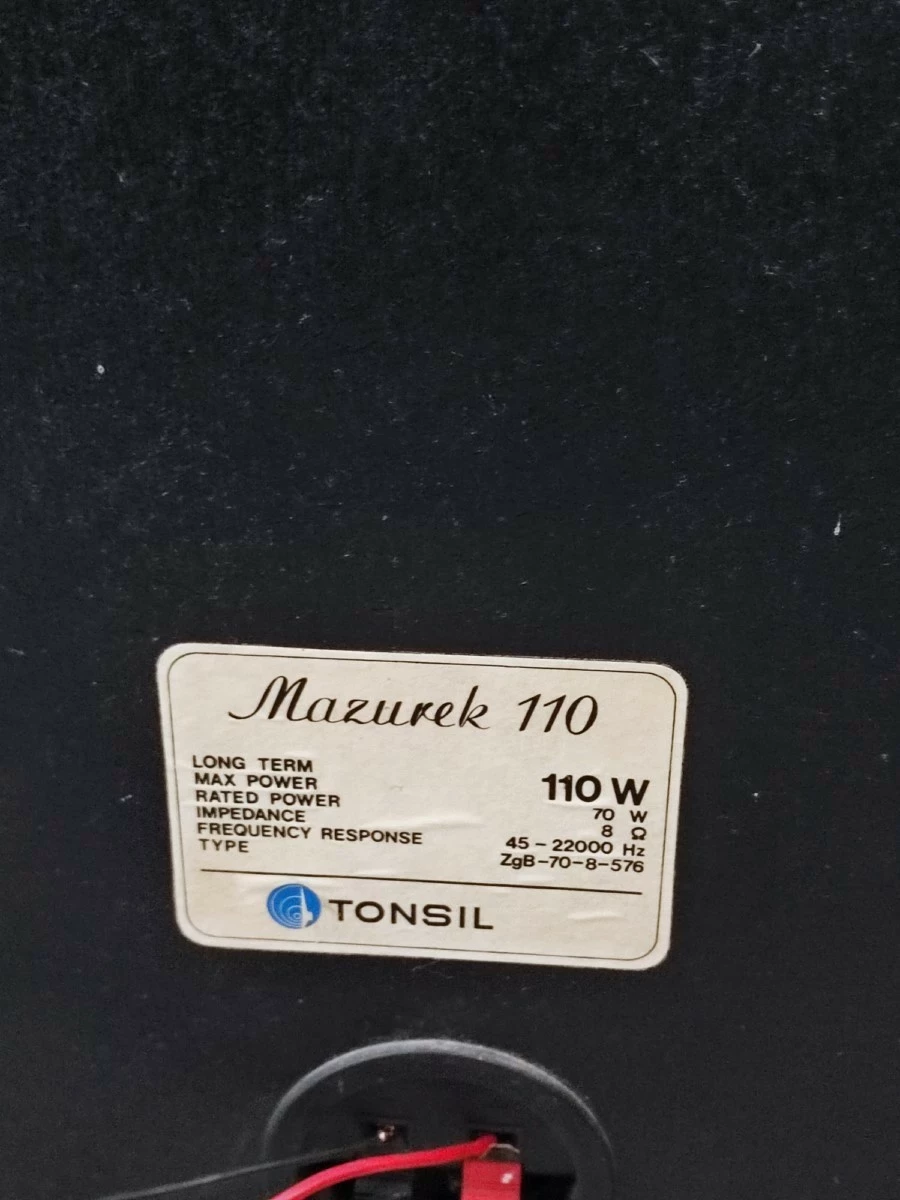 Mazurek 110
LONG TERM
MAX POWER 110 W
RATED POWER 70 W
IMPEDANCE 8 Ω
FREQUENCY RESPONSE 45 – 22000 Hz
TYPE ZgB-70-8-576
TONSIL